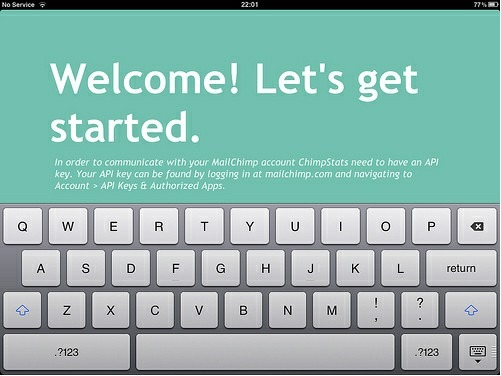 No Service 22:01 77%
Welcome! Let's get
started.
In order to communicate with your MailChimp account ChimpStats need to have an API
key. Your API key can be found by logging in at mailchimp.com and navigating to
Account > API Keys & Authorized Apps.
Q W E R T Y U I O P
A S D F G H J K L return
Z X C V B N M ! , ? .
.?123 .?123